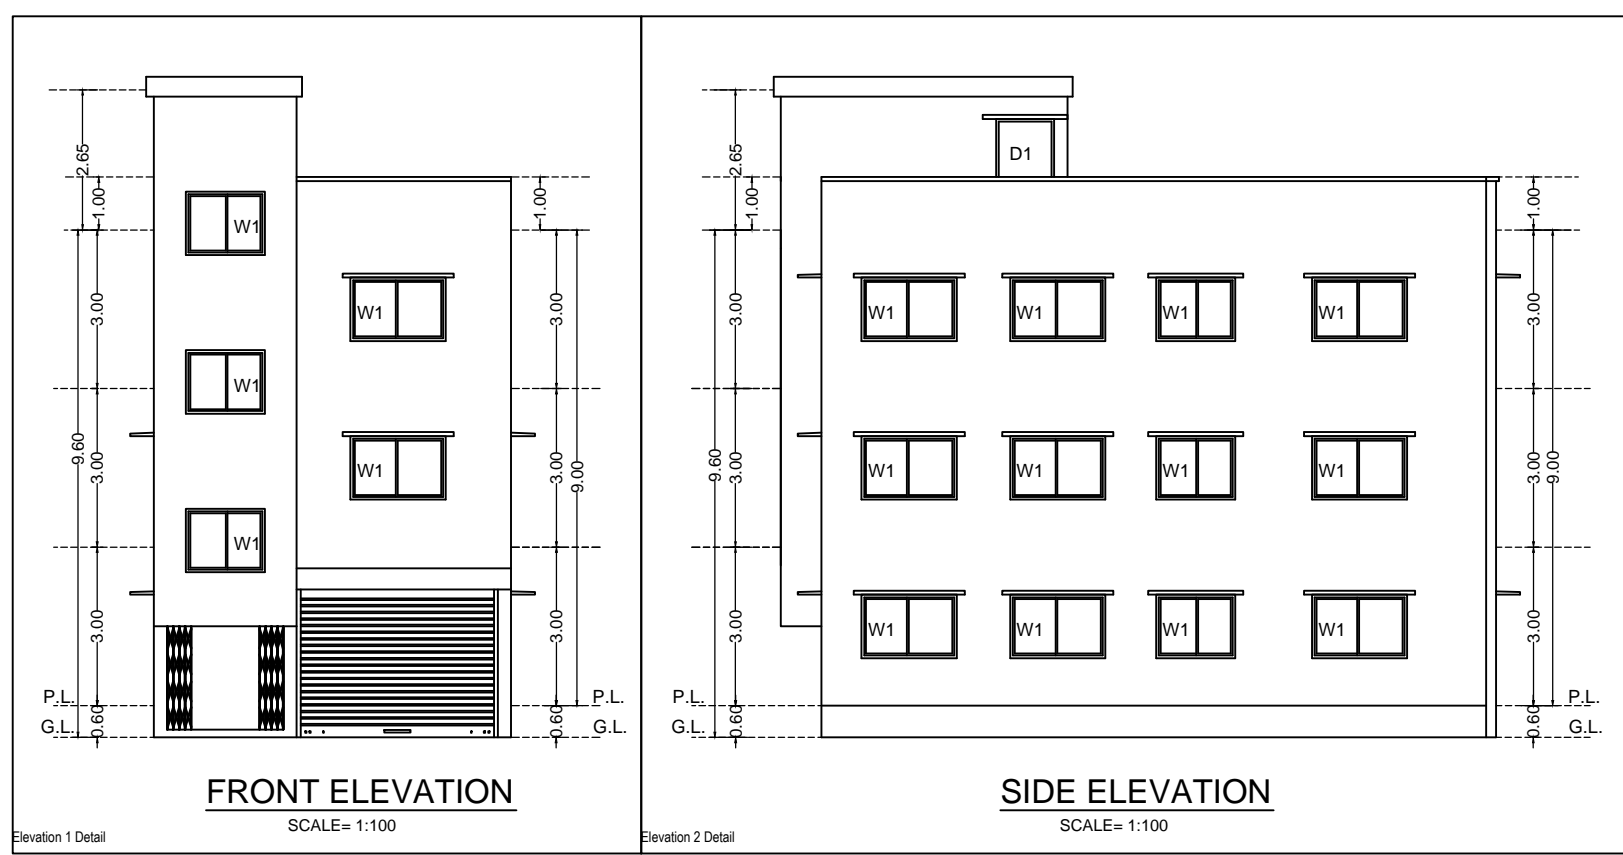 2.65
1.00
1.00
W1
W1
W1
W1
W1
3.00
3.00
3.00
9.60
0.60
3.00
3.00
3.00
9.00
0.60
P.L.
G.L.
P.L.
G.L.
FRONT ELEVATION
SCALE= 1:100
Elevation 1 Detail
2.65
D1
1.00
1.00
3.00
W1
W1
W1
W1
3.00
9.60
3.00
W1
W1
W1
W1
3.00
9.00
3.00
W1
W1
W1
W1
3.00
P.L.
P.L.
G.L.
0.60
0.60
G.L.
SIDE ELEVATION
SCALE= 1:100
Elevation 2 Detail